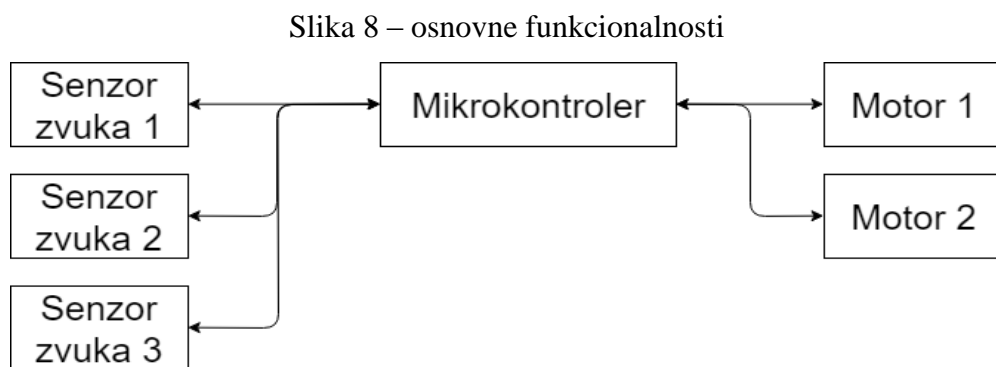 Slika 8 – osnovne funkcionalnosti
Senzor
zvuka 1
Mikrokontroler
Motor 1
Senzor
zvuka 2
Motor 2
Senzor
zvuka 3